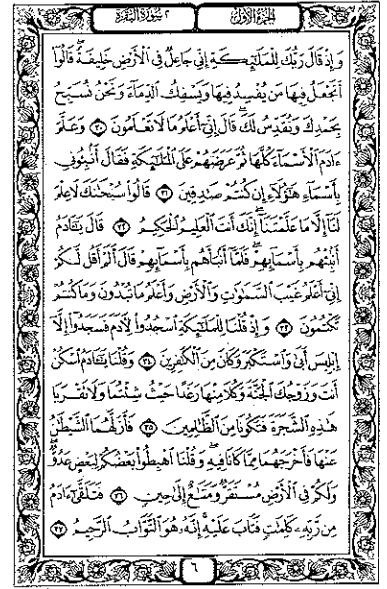 الجزء الأول
٢ سورة البقرة
وَإِذْ قَالَ رَبُّكَ لِلْمَلَٰٓئِكَةِ إِنِّي جَاعِلٌ فِي ٱلْأَرْضِ خَلِيفَةً ۖ قَالُوٓا۟
أَتَجْعَلُ فِيهَا مَن يُفْسِدُ فِيهَا وَيَسْفِكُ ٱلدِّمَآءَ وَنَحْنُ نُسَبِّحُ
بِحَمْدِكَ وَنُقَدِّسُ لَكَ ۖ قَالَ إِنِّيٓ أَعْلَمُ مَا لَا تَعْلَمُونَ ٣٠ وَعَلَّمَ
ءَادَمَ ٱلْأَسْمَآءَ كُلَّهَا ثُمَّ عَرَضَهُمْ عَلَى ٱلْمَلَٰٓئِكَةِ فَقَالَ أَنۢبِـُٔونِي
بِأَسْمَآءِ هَٰٓؤُلَآءِ إِن كُنتُمْ صَٰدِقِينَ ٣١ قَالُوا۟ سُبْحَٰنَكَ لَا عِلْمَ
لَنَآ إِلَّا مَا عَلَّمْتَنَآ ۖ إِنَّكَ أَنتَ ٱلْعَلِيمُ ٱلْحَكِيمُ ٣٢ قَالَ يَٰٓـَٔادَمُ
أَنۢبِئْهُم بِأَسْمَآئِهِمْ ۖ فَلَمَّآ أَنۢبَأَهُم بِأَسْمَآئِهِمْ قَالَ أَلَمْ أَقُل لَّكُمْ
إِنِّيٓ أَعْلَمُ غَيْبَ ٱلسَّمَٰوَٰتِ وَٱلْأَرْضِ وَأَعْلَمُ مَا تُبْدُونَ وَمَا كُنتُمْ
تَكْتُمُونَ ٣٣ وَإِذْ قُلْنَا لِلْمَلَٰٓئِكَةِ ٱسْجُدُوا۟ لِءَادَمَ فَسَجَدُوٓا۟ إِلَّآ
إِبْلِيسَ أَبَىٰ وَٱسْتَكْبَرَ وَكَانَ مِنَ ٱلْكَٰفِرِينَ ٣٤ وَقُلْنَا يَٰٓـَٔادَمُ ٱسْكُنْ
أَنتَ وَزَوْجُكَ ٱلْجَنَّةَ وَكُلَا مِنْهَا رَغَدًا حَيْثُ شِئْتُمَا وَلَا تَقْرَبَا
هَٰذِهِ ٱلشَّجَرَةَ فَتَكُونَا مِنَ ٱلظَّٰلِمِينَ ٣٥ فَأَزَلَّهُمَا ٱلشَّيْطَٰنُ
عَنْهَا فَأَخْرَجَهُمَا مِمَّا كَانَا فِيهِ ۖ وَقُلْنَا ٱهْبِطُوا۟ بَعْضُكُمْ لِبَعْضٍ عَدُوٌّ ۖ
وَلَكُمْ فِي ٱلْأَرْضِ مُسْتَقَرٌّ وَمَتَٰعٌ إِلَىٰ حِينٍ ٣٦ فَتَلَقَّىٰٓ ءَادَمُ
مِن رَّبِّهِۦ كَلِمَٰتٍ فَتَابَ عَلَيْهِ ۚ إِنَّهُۥ هُوَ ٱلتَّوَّابُ ٱلرَّحِيمُ ٣٧
٦